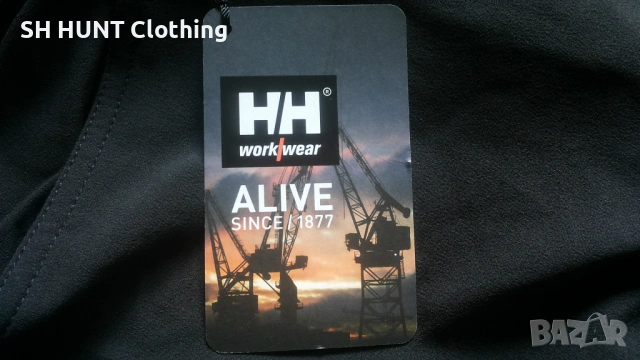 SH HUNT Clothing
H/H®
work/wear
ALIVE
SINCE / 1877
BAZAR